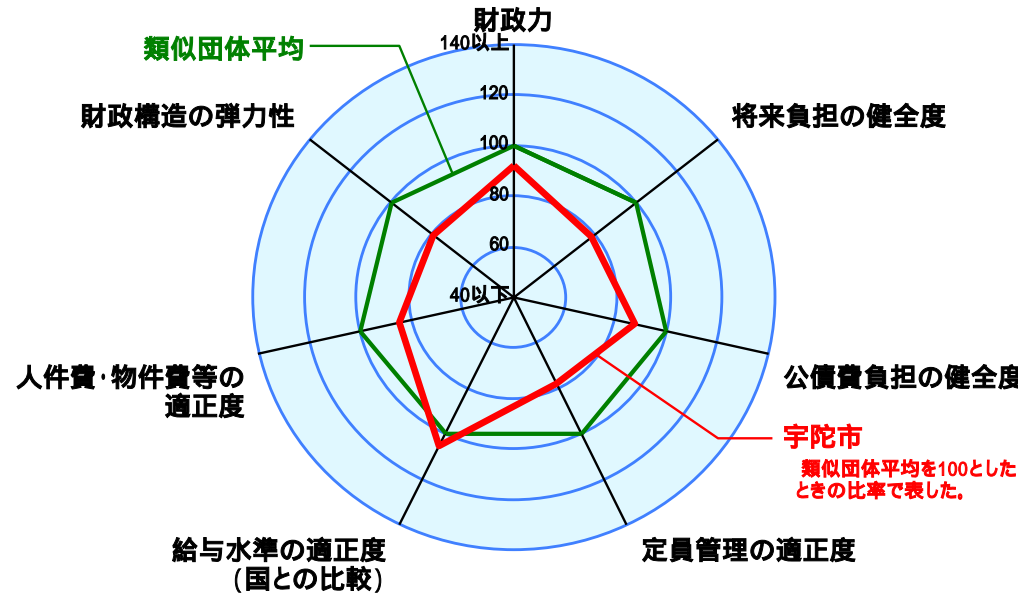 財政力
140以上
類似団体平均
120
財政構造の弾力性
将来負担の健全度
100
80
60
40以下
人件費・物件費等の
適正度
公債費負担の健全度
宇陀市
類似団体平均を100とした
ときの比率で表した。
給与水準の適正度
(国との比較)
定員管理の適正度